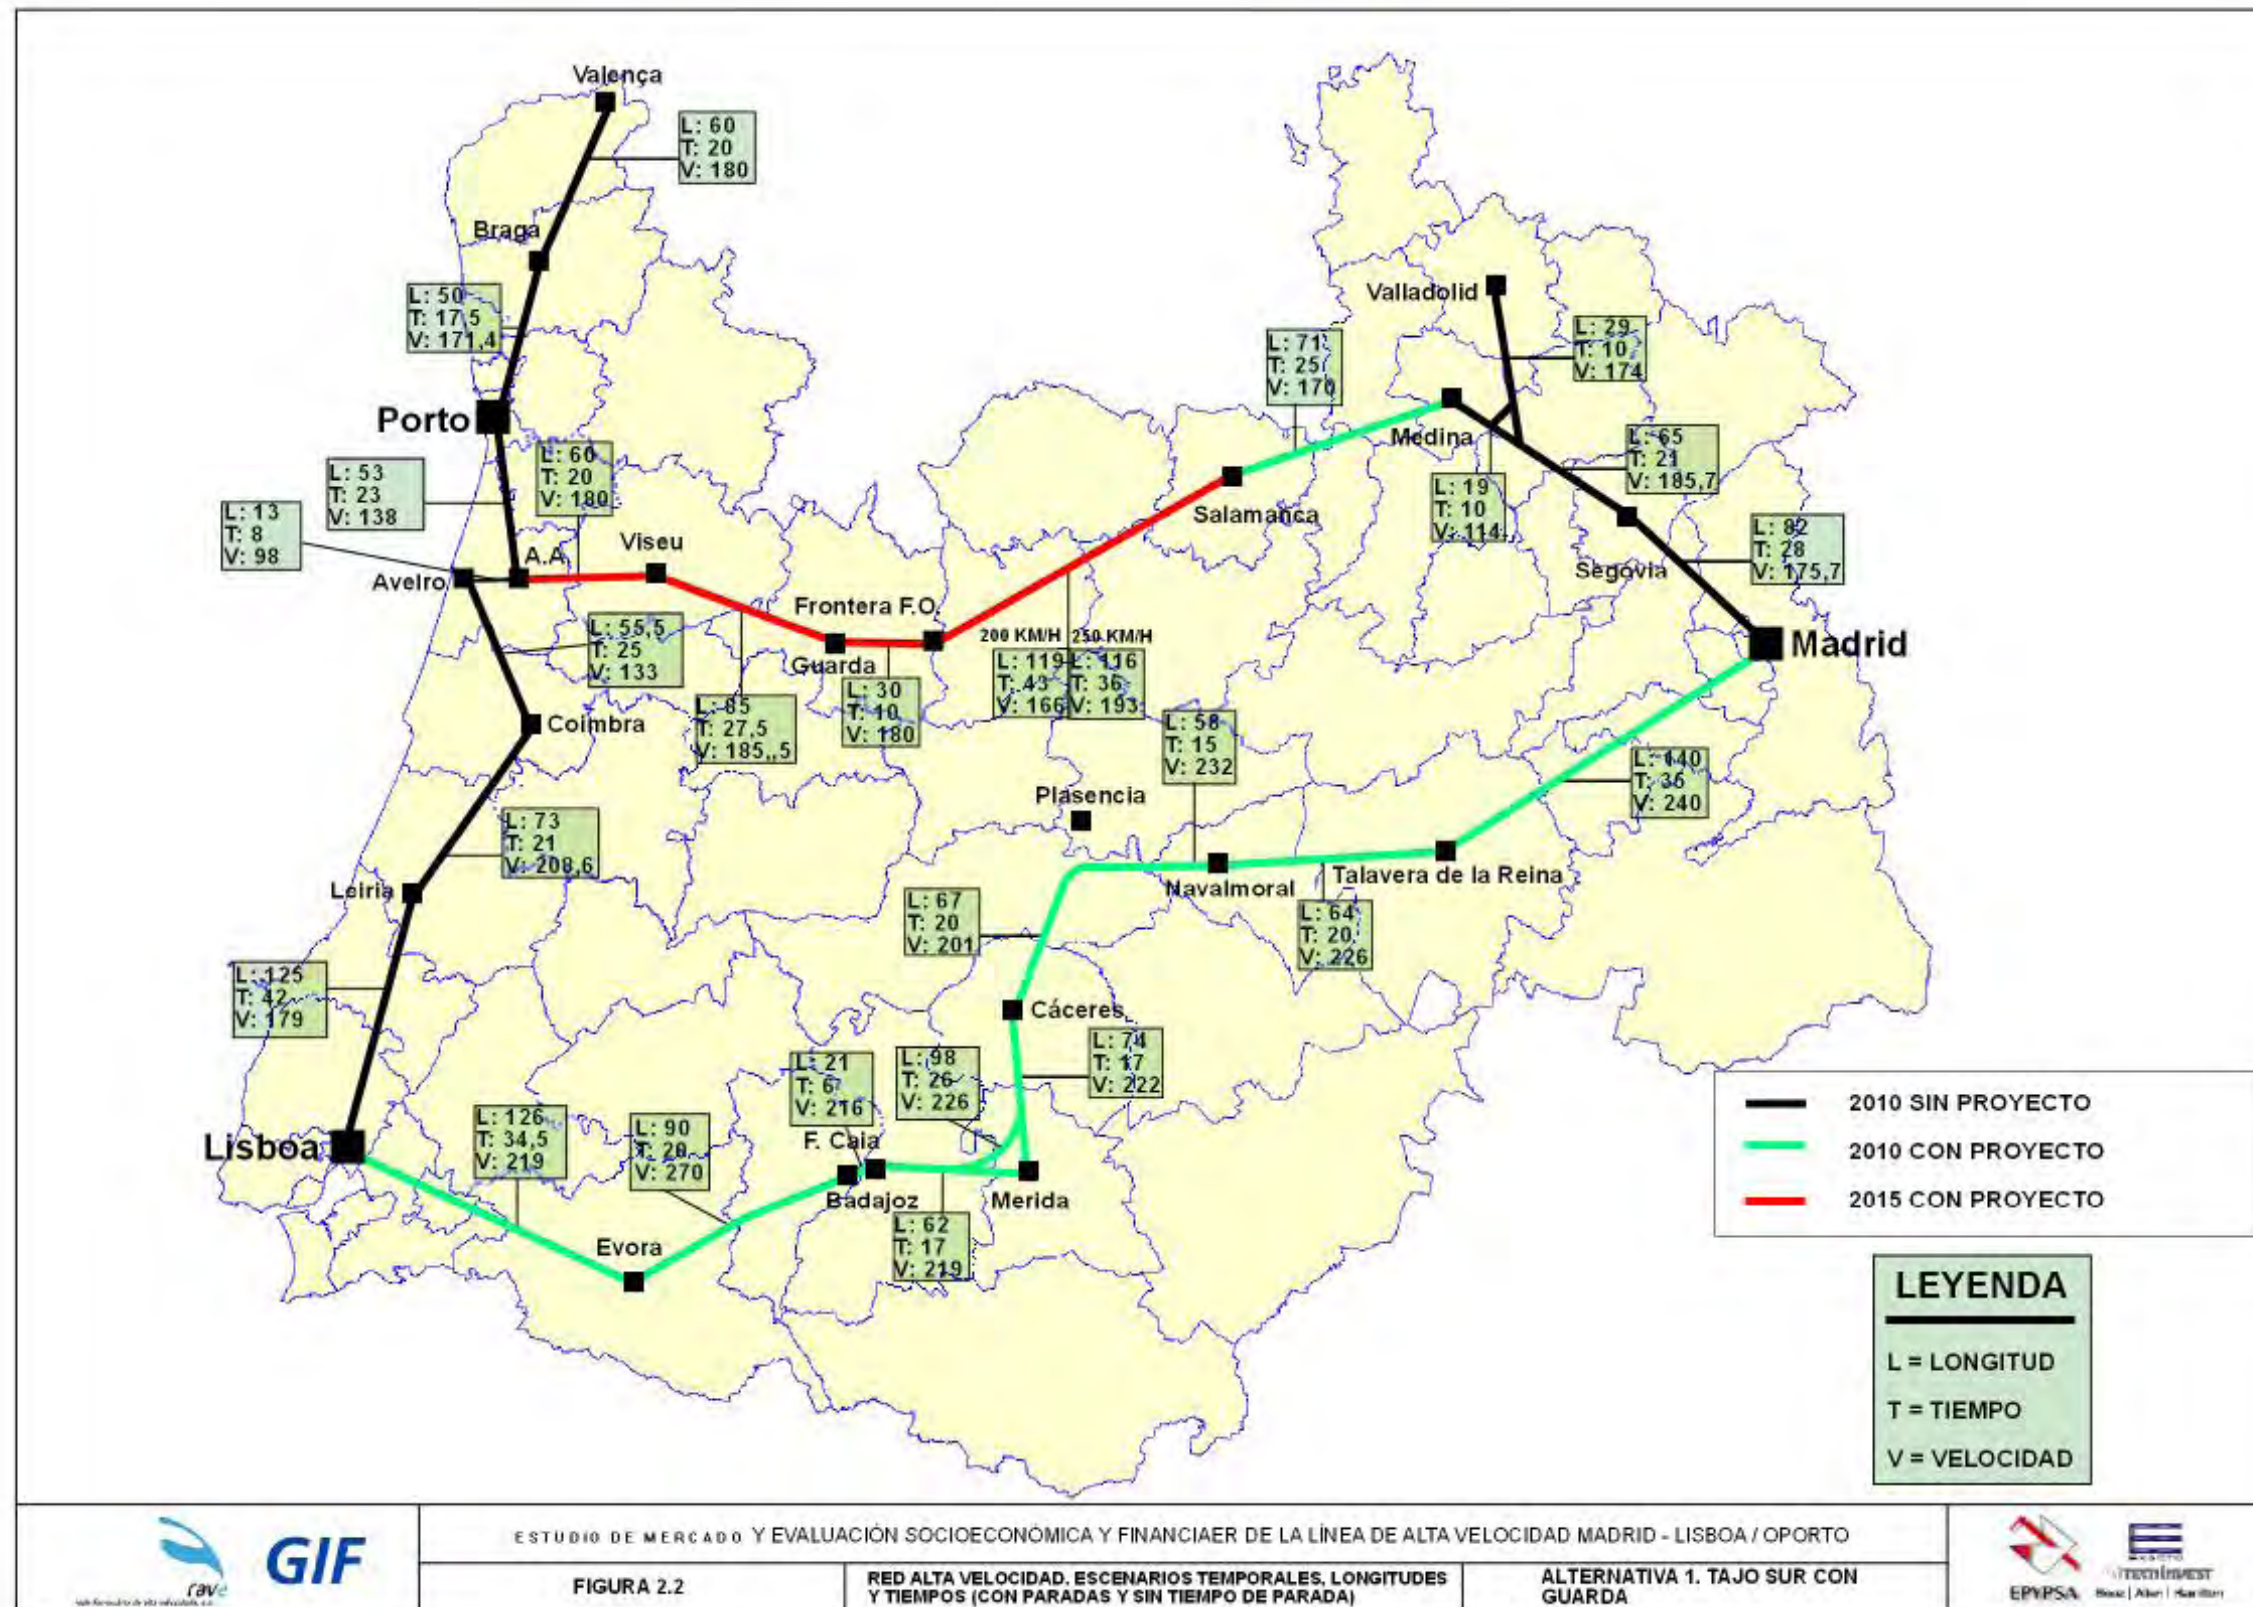 Valença
L: 60
T: 20
V: 180
Braga
L: 50
T: 17,5
V: 171,4
Porto
L: 53
T: 23
V: 138
L: 60
T: 20
V: 180
L: 13
T: 8
V: 98
Aveiro
A.A
Viseu
L: 55,5
T: 25
V: 133
Coimbra
L: 85
T: 27,5
V: 185,,5
Guarda
Frontera F.O.
L: 30
T: 10
V: 180
200 KM/H
L: 119
T: 43
V: 166
250 KM/H
L: 116
T: 36
V: 193
Salamanca
L: 71
T: 25
V: 170
Medina
Valladolid
L: 29
T: 10
V: 174
L: 19
T: 10
V: 114
L: 65
T: 21
V: 185,7
Segovia
L: 82
T: 28
V: 175,7
Madrid
L: 140
T: 35
V: 240
Talavera de la Reina
L: 64
T: 20
V: 226
Navalmoral
L: 58
T: 15
V: 232
Plasencia
L: 67
T: 20
V: 201
Cáceres
L: 74
T: 17
V: 222
L: 98
T: 26
V: 226
L: 21
T: 6
V: 216
F. Caia
Badajoz
Merida
L: 62
T: 17
V: 219
L: 90
T: 20
V: 270
Evora
L: 126
T: 34,5
V: 219
Lisboa
L: 125
T: 42
V: 179
Leiria
L: 73
T: 21
V: 208,6
2010 SIN PROYECTO
2010 CON PROYECTO
2015 CON PROYECTO
LEYENDA
L = LONGITUD
T = TIEMPO
V = VELOCIDAD
rave
GIF
ESTUDIO DE MERCADO Y EVALUACIÓN SOCIOECONÓMICA Y FINANCIAER DE LA LÍNEA DE ALTA VELOCIDAD MADRID - LISBOA / OPORTO
FIGURA 2.2
RED ALTA VELOCIDAD. ESCENARIOS TEMPORALES, LONGITUDES
Y TIEMPOS (CON PARADAS Y SIN TIEMPO DE PARADA)
ALTERNATIVA 1. TAJO SUR CON
GUARDA
EPYPSA
Booz | Allen | Hamilton